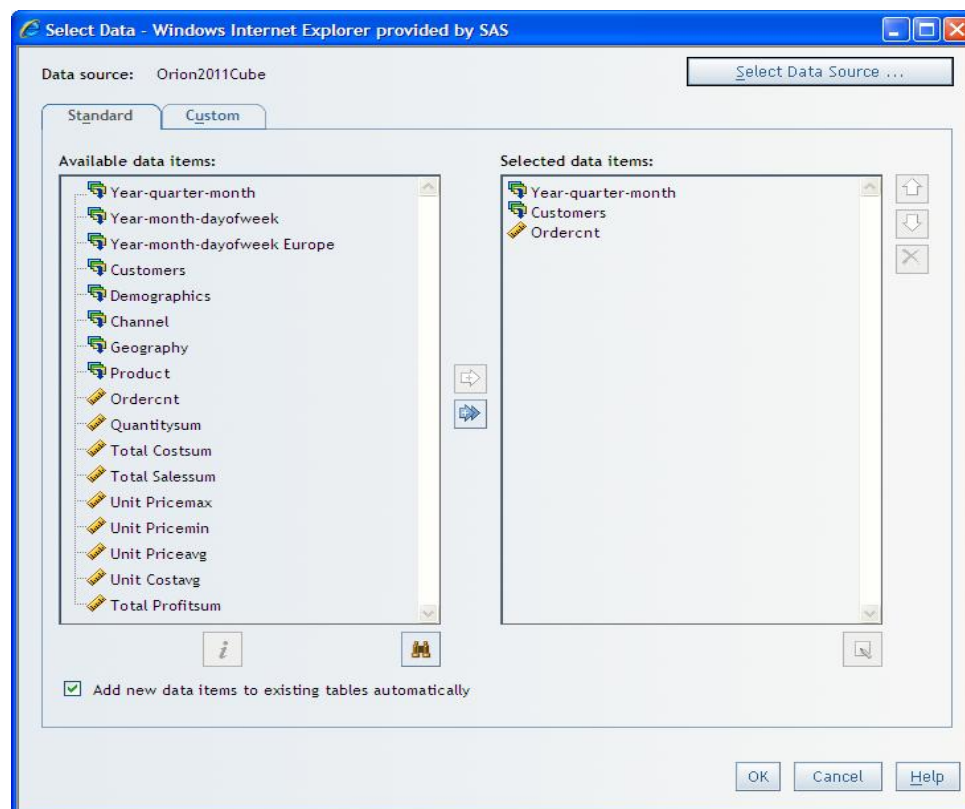 Select Data - Windows Internet Explorer provided by SAS
Data source: Orion2011Cube
Select Data Source ...
Standard
Custom
Available data items:
Year-quarter-month
Year-month-dayofweek
Year-month-dayofweek Europe
Customers
Demographics
Channel
Geography
Product
Ordercnt
Quantitysum
Total Costsum
Total Salessum
Unit Pricemax
Unit Pricemin
Unit Priceavg
Unit Costavg
Total Profitsum
Selected data items:
Year-quarter-month
Customers
Ordercnt
i
Add new data items to existing tables automatically
OK
Cancel
Help